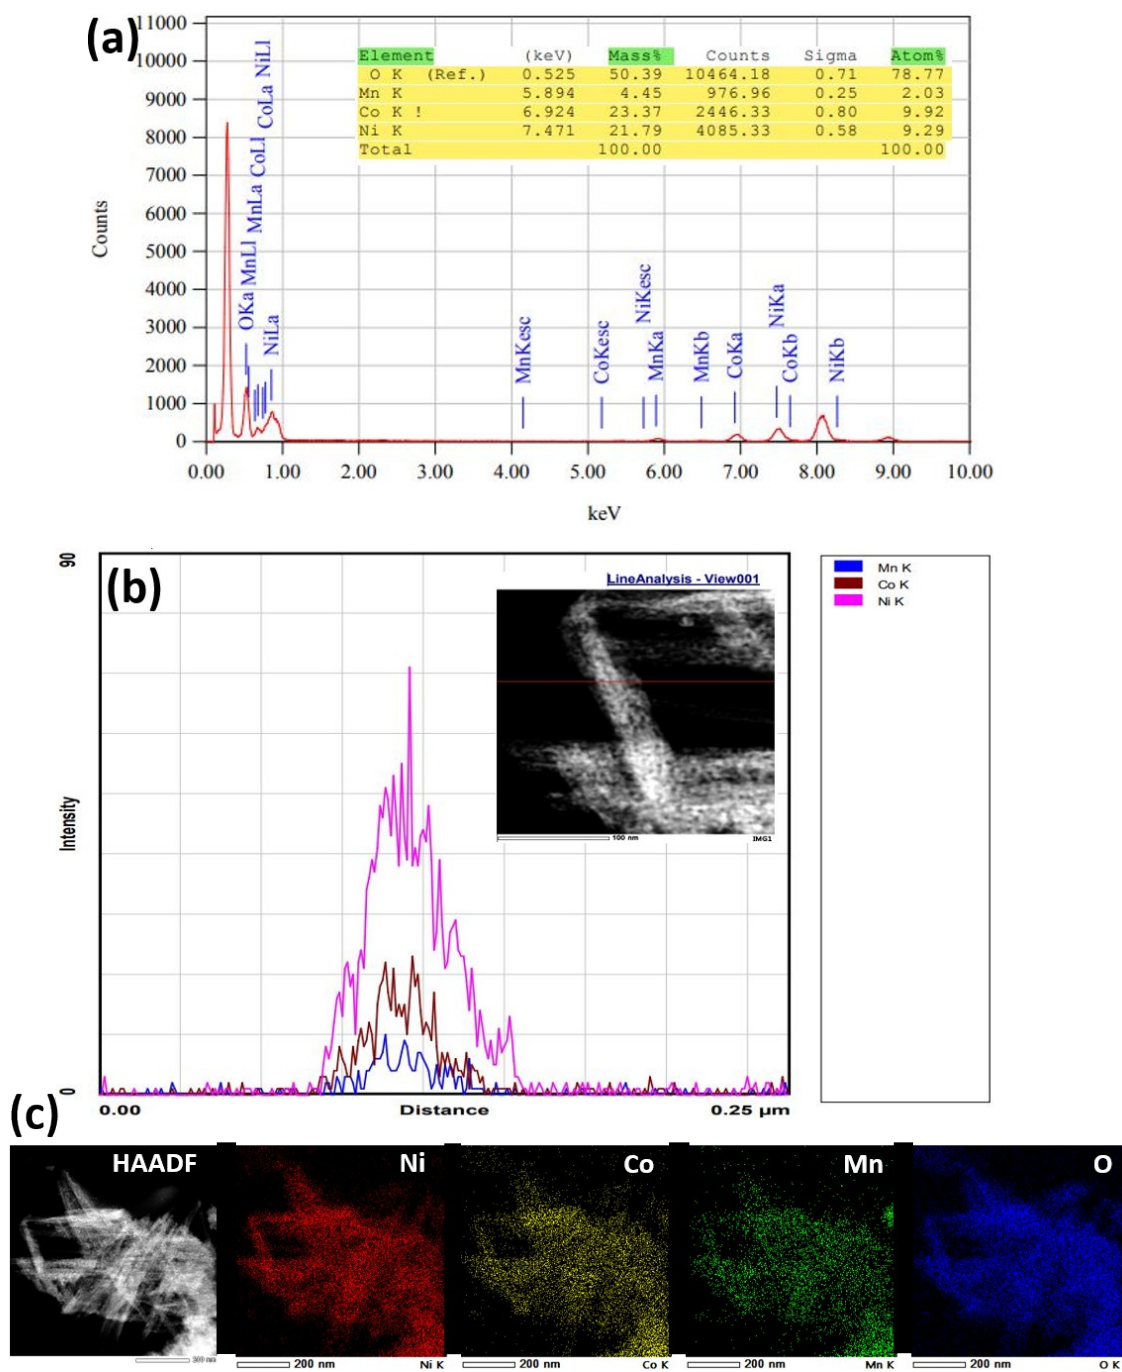 (a)
11000
10000
9000
8000
7000
6000
5000
4000
3000
2000
1000
0
Counts
Element (keV) Mass% Counts Sigma Atom%
O K (Ref.) 0.525 50.39 10464.18 0.71 78.77
Mn K 5.894 4.45 976.96 0.25 2.03
Co K ! 6.924 23.37 2446.33 0.80 9.92
Ni K 7.471 21.79 4085.33 0.58 9.29
Total 100.00 100.00
OKa MnLl MnLa CoLl CoLa NiLl
NiLa
MnKesc
CoKesc
NiKesc
MnKa
MnKb
CoKa
NiKa
CoKb
NiKb
0.00 1.00 2.00 3.00 4.00 5.00 6.00 7.00 8.00 9.00 10.00
keV
(b)
90
Intensity
0
LineAnalysis - View001
100 nm
IMG1
Mn K
Co K
Ni K
0.00 Distance 0.25 µm
(c)
HAADF Ni Co Mn O
200 nm Ni K
200 nm Co K
200 nm Mn K
200 nm O K